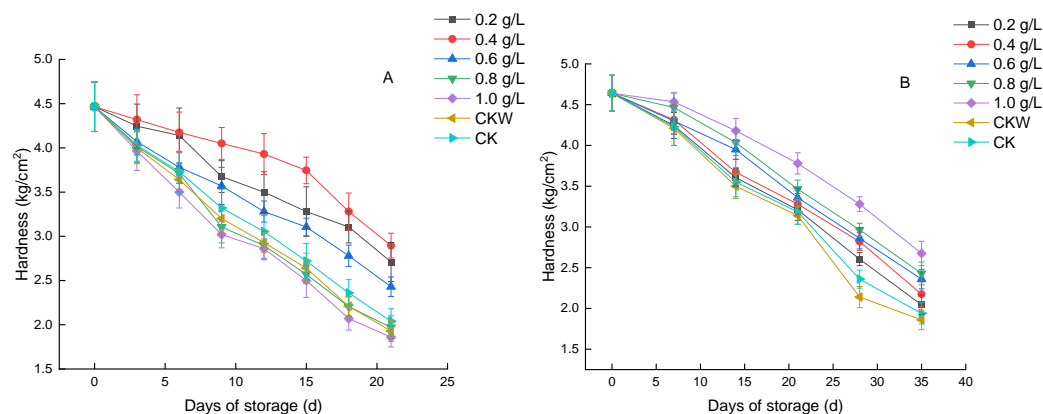 0.2 g/L
0.4 g/L
0.6 g/L
0.8 g/L
1.0 g/L
CKW
CK
A
5.0
4.5
4.0
3.5
3.0
2.5
2.0
1.5
Hardness (kg/cm²)
0 5 10 15 20 25
Days of storage (d)
0.2 g/L
0.4 g/L
0.6 g/L
0.8 g/L
1.0 g/L
CKW
CK
B
5.0
4.5
4.0
3.5
3.0
2.5
2.0
1.5
Hardness (kg/cm²)
0 5 10 15 20 25 30 35 40
Days of storage (d)